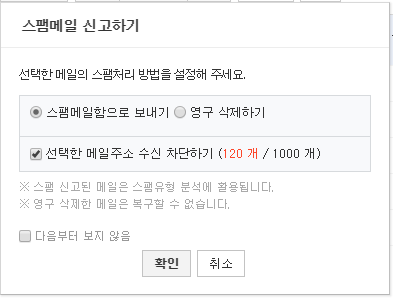 스팸메일 신고하기
선택한 메일의 스팸처리 방법을 설정해 주세요.
스팸메일함으로 보내기 영구 삭제하기
선택한 메일주소 수신 차단하기 (120 개 / 1000 개)
※ 스팸 신고된 메일은 스팸유형 분석에 활용됩니다.
※ 영구 삭제한 메일은 복구할 수 없습니다.
다음부터 보지 않음
확인 취소